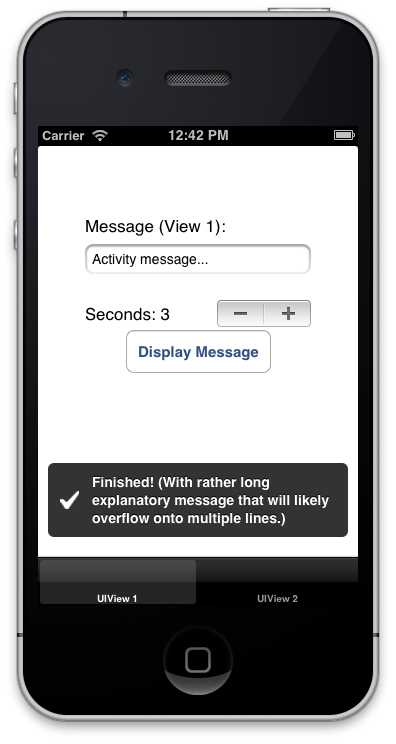 Carrier 12:42 PM
Message (View 1):
Activity message...
Seconds: 3
Display Message
Finished! (With rather long
explanatory message that will likely
overflow onto multiple lines.)
UIView 1 UIView 2